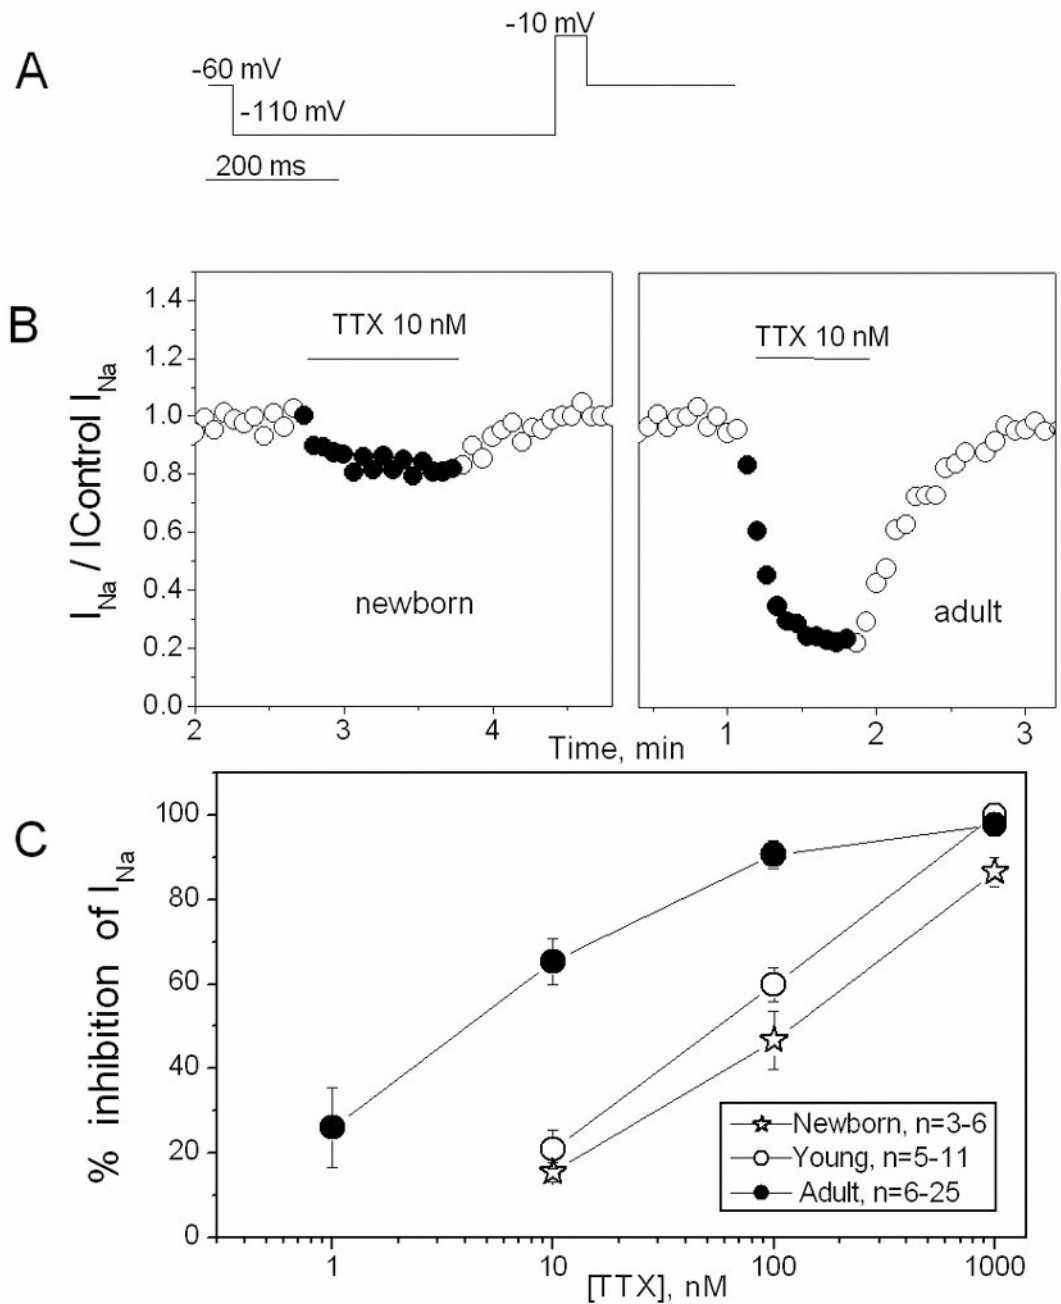 A
-60 mV
-110 mV
-10 mV
200 ms
B
I_Na / IControl I_Na
1.4
1.2
1.0
0.8
0.6
0.4
0.2
0.0
TTX 10 nM
newborn
2 3 4
TTX 10 nM
adult
1 2 3
Time, min
C
% inhibition of I_Na
100
80
60
40
20
0
1 10 100 1000
[TTX], nM
Newborn, n=3-6
Young, n=5-11
Adult, n=6-25